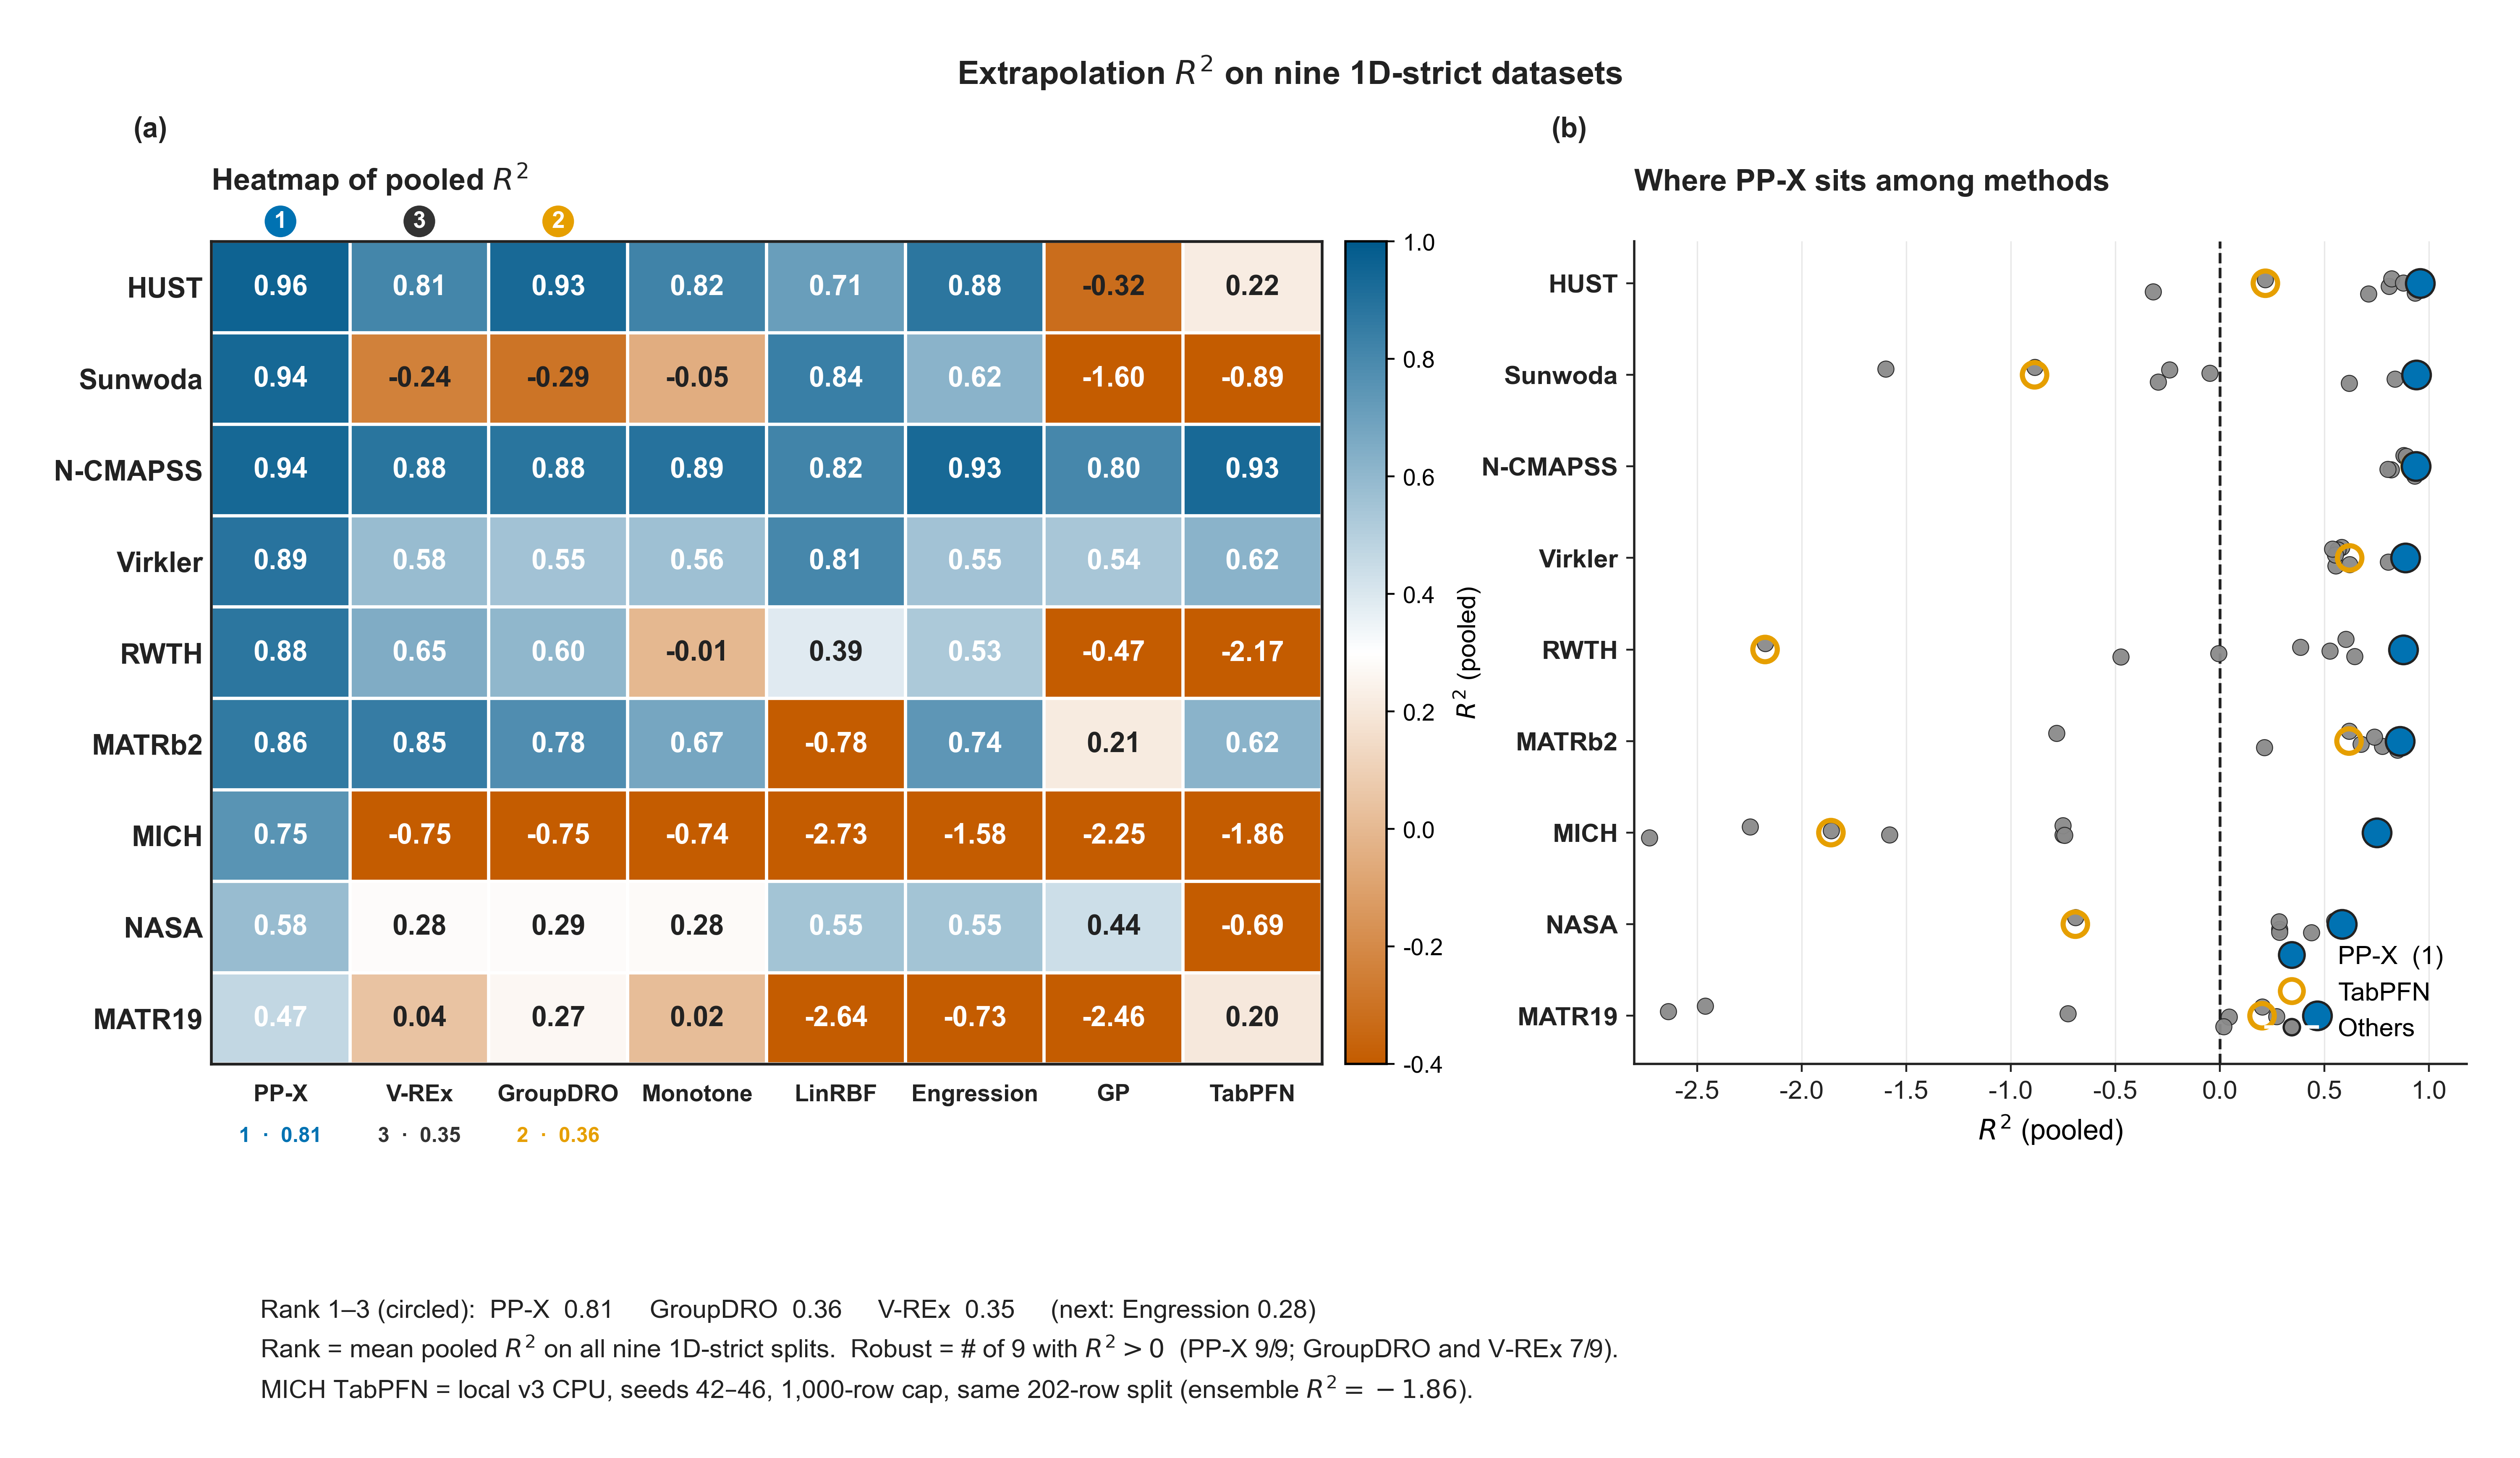 Extrapolation R² on nine 1D-strict datasets
(a)
Heatmap of pooled R²
1 3 2
HUST 0.96 0.81 0.93 0.82 0.71 0.88 -0.32 0.22
Sunwoda 0.94 -0.24 -0.29 -0.05 0.84 0.62 -1.60 -0.89
N-CMAPSS 0.94 0.88 0.88 0.89 0.82 0.93 0.80 0.93
Virkler 0.89 0.58 0.55 0.56 0.81 0.55 0.54 0.62
RWTH 0.88 0.65 0.60 -0.01 0.39 0.53 -0.47 -2.17
MATRb2 0.86 0.85 0.78 0.67 -0.78 0.74 0.21 0.62
MICH 0.75 -0.75 -0.75 -0.74 -2.73 -1.58 -2.25 -1.86
NASA 0.58 0.28 0.29 0.28 0.55 0.55 0.44 -0.69
MATR19 0.47 0.04 0.27 0.02 -2.64 -0.73 -2.46 0.20
PP-X V-REx GroupDRO Monotone LinRBF Engression GP TabPFN
1 · 0.81 3 · 0.35 2 · 0.36
1.0
0.8
0.6
0.4
0.2
0.0
-0.2
-0.4
R² (pooled)
(b)
Where PP-X sits among methods
HUST
Sunwoda
N-CMAPSS
Virkler
RWTH
MATRb2
MICH
NASA
MATR19
PP-X (1)
TabPFN
Others
-2.5 -2.0 -1.5 -1.0 -0.5 0.0 0.5 1.0
R² (pooled)
Rank 1–3 (circled): PP-X 0.81 GroupDRO 0.36 V-REx 0.35 (next: Engression 0.28)
Rank = mean pooled R² on all nine 1D-strict splits. Robust = # of 9 with R² > 0 (PP-X 9/9; GroupDRO and V-REx 7/9).
MICH TabPFN = local v3 CPU, seeds 42–46, 1,000-row cap, same 202-row split (ensemble R² = −1.86).